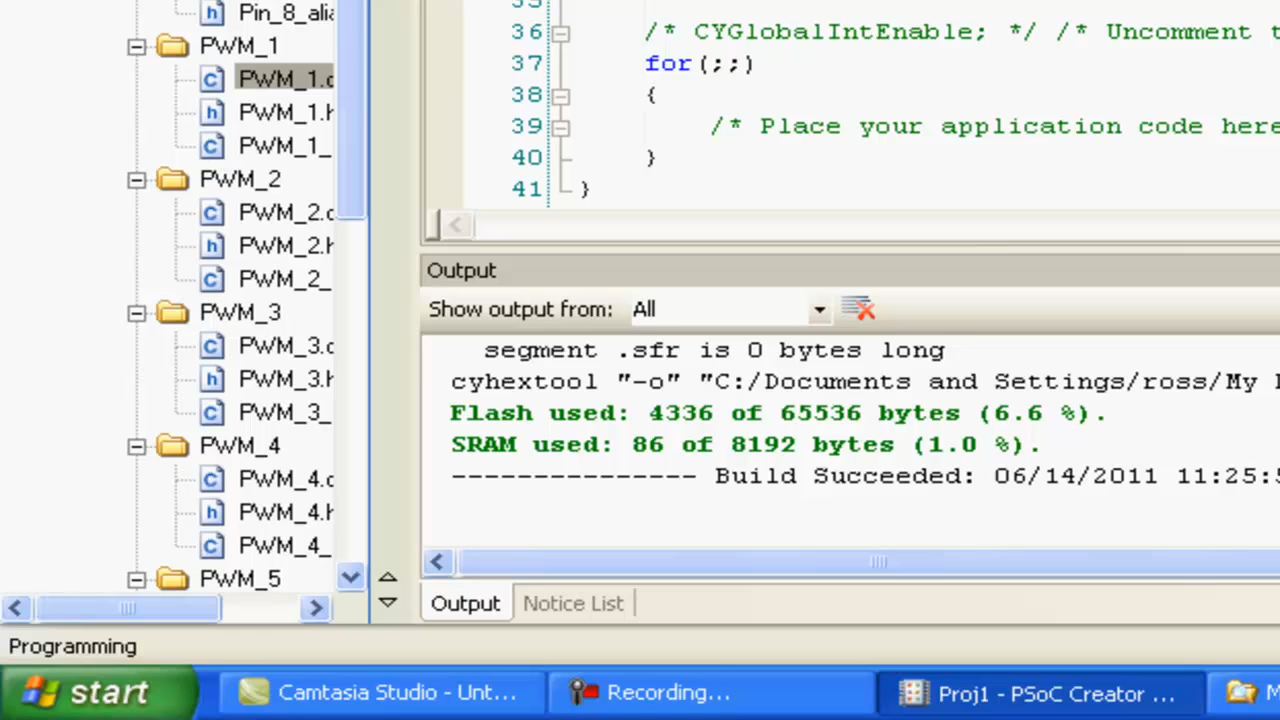 Pin_8_alia
PWM_1
PWM_1.c
PWM_1.h
PWM_1_
PWM_2
PWM_2.c
PWM_2.h
PWM_2_
PWM_3
PWM_3.c
PWM_3.h
PWM_3_
PWM_4
PWM_4.c
PWM_4.h
PWM_4_
PWM_5
36 /* CYGlobalIntEnable; */ /* Uncomment t
37 for(;;)
38 {
39 /* Place your application code here
40 }
41 }
Output
Show output from: All
segment .sfr is 0 bytes long
cyhextool "-o" "C:/Documents and Settings/ross/My
Flash used: 4336 of 65536 bytes (6.6 %).
SRAM used: 86 of 8192 bytes (1.0 %).
--------------- Build Succeeded: 06/14/2011 11:25:5
Output Notice List
Programming
start Camtasia Studio - Unt... Recording... Proj1 - PSoC Creator ... M